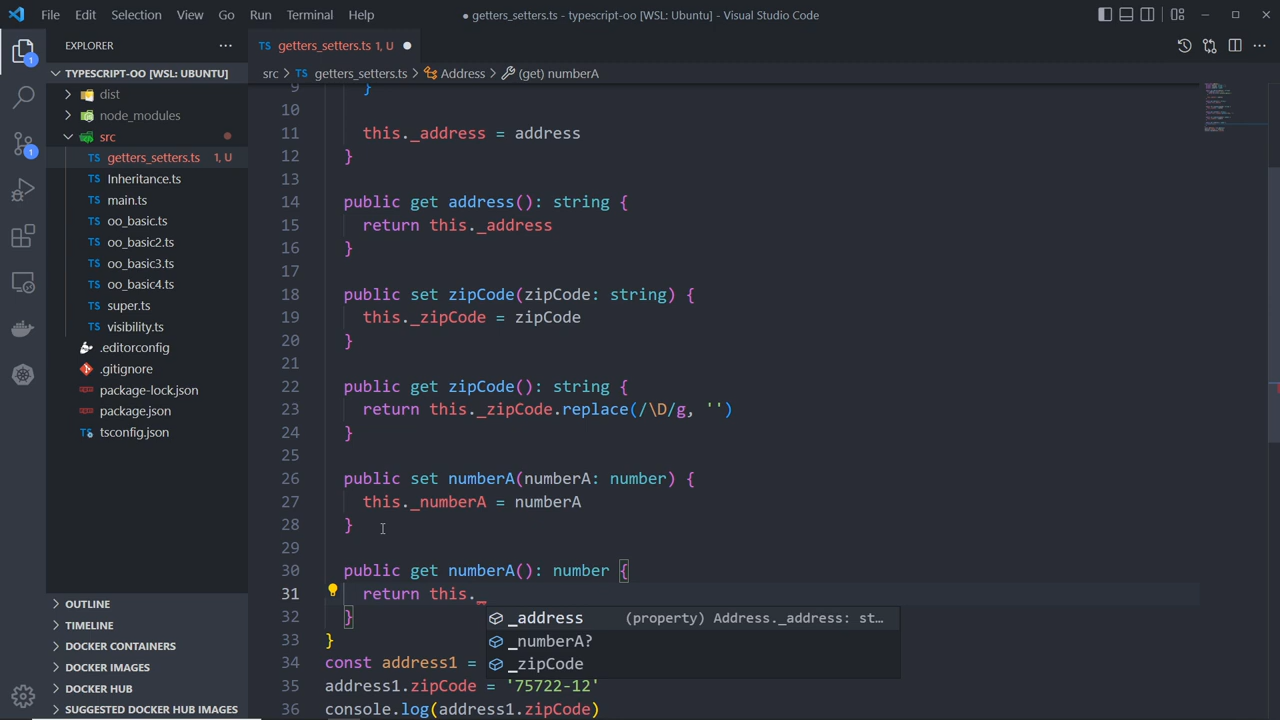 File Edit Selection View Go Run Terminal Help
● getters_setters.ts - typescript-oo [WSL: Ubuntu] - Visual Studio Code
EXPLORER ···
TS getters_setters.ts 1, U ●
TYPESCRIPT-OO [WSL: UBUNTU]
dist
node_modules
src
TS getters_setters.ts 1, U
TS Inheritance.ts
TS main.ts
TS oo_basic.ts
TS oo_basic2.ts
TS oo_basic3.ts
TS oo_basic4.ts
TS super.ts
TS visibility.ts
.editorconfig
.gitignore
package-lock.json
package.json
TS tsconfig.json
OUTLINE
TIMELINE
DOCKER CONTAINERS
DOCKER IMAGES
DOCKER HUB
SUGGESTED DOCKER HUB IMAGES
1
1
src > TS getters_setters.ts > Address > (get) numberA
9 }
10
11 this._address = address
12 }
13
14 public get address(): string {
15 return this._address
16 }
17
18 public set zipCode(zipCode: string) {
19 this._zipCode = zipCode
20 }
21
22 public get zipCode(): string {
23 return this._zipCode.replace(/\D/g, '')
24 }
25
26 public set numberA(numberA: number) {
27 this._numberA = numberA
28 }
29
30 public get numberA(): number {
31 return this._
32 }
33 }
34 const address1 =
35 address1.zipCode = '75722-12'
36 console.log(address1.zipCode)
_address (property) Address._address: st…
_numberA?
_zipCode